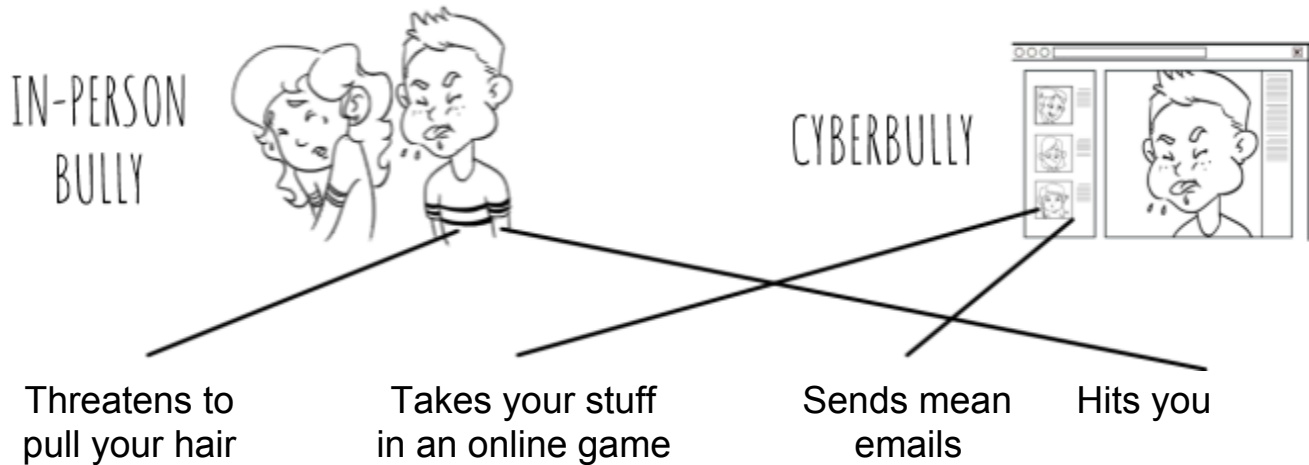 IN-PERSON
BULLY
CYBERBULLY
Threatens to
pull your hair
Takes your stuff
in an online game
Sends mean
emails
Hits you